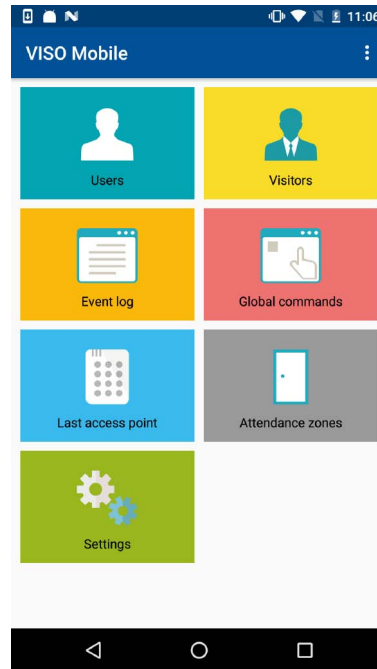 11:06
VISO Mobile
Users
Visitors
Event log
Global commands
Last access point
Attendance zones
Settings